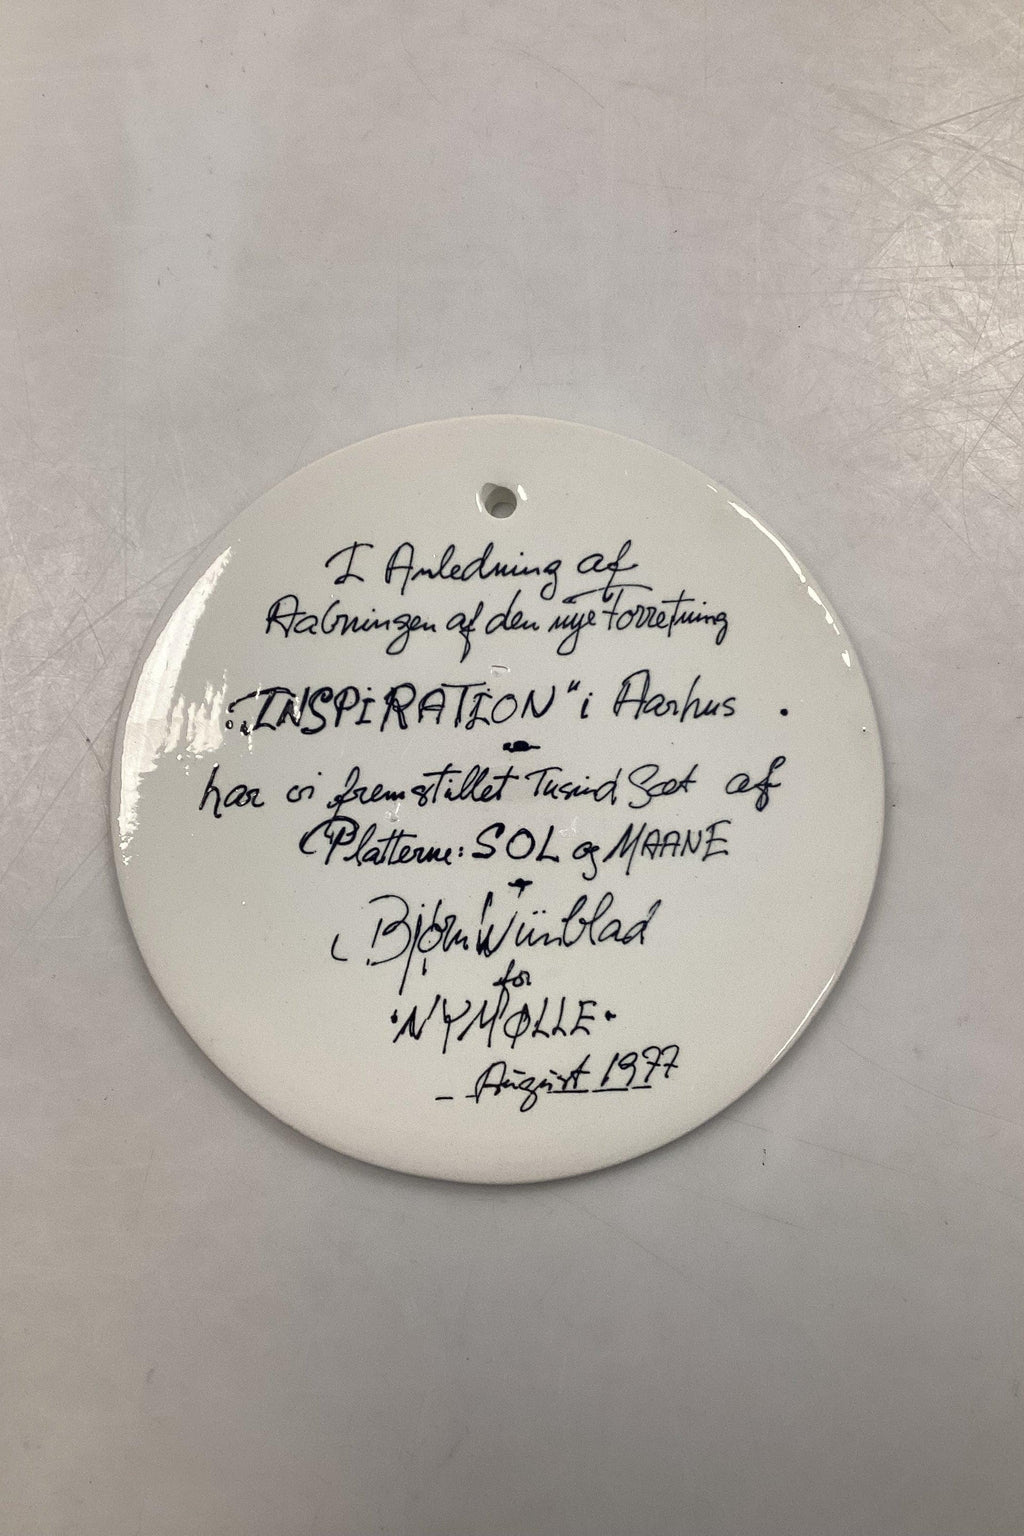 I Anledning af
Aabningen af den nye Forretning
„INSPIRATION" i Aarhus .
har vi fremstillet Tusind Sæt af
Platterne: SOL og MAANE
Bjørn Wiinblad
for
·NYMØLLE·
- August 1977